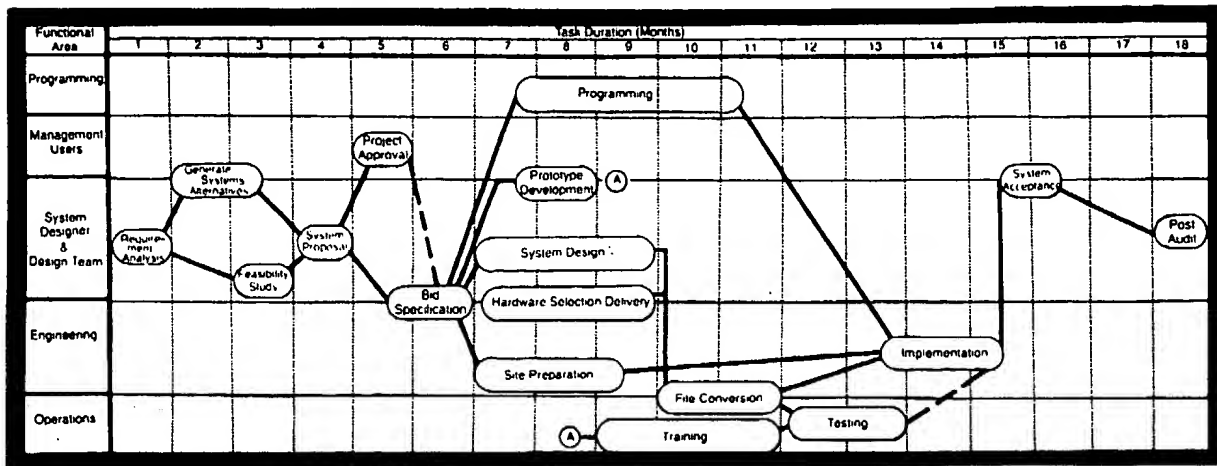 Functional
Area
Task Duration (Months)
1 2 3 4 5 6 7 8 9 10 11 12 13 14 15 16 17 18
Programming
Programming
Management
Users
Project
Approval
Generate
Systems
Alternatives
Prototype
Development
A
System
Acceptance
System
Designer
&
Design Team
Require-
ment
Analysis
System
Proposal
Feasibility
Study
System Design
Post
Audit
Bid
Specification
Hardware Selection Delivery
Engineering
Site Preparation
Implementation
File Conversion
Operations
A
Training
Testing